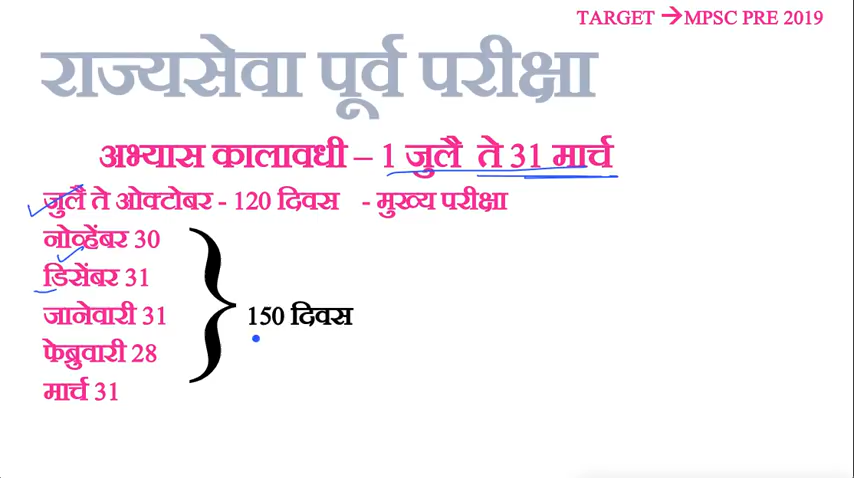 TARGET →MPSC PRE 2019
राज्यसेवा पूर्व परीक्षा
अभ्यास कालावधी – 1 जुलै ते 31 मार्च
जुलै ते ओक्टोबर - 120 दिवस - मुख्य परीक्षा
नोव्हेंबर 30
डिसेंबर 31
जानेवारी 31
150 दिवस
फेब्रुवारी 28
मार्च 31